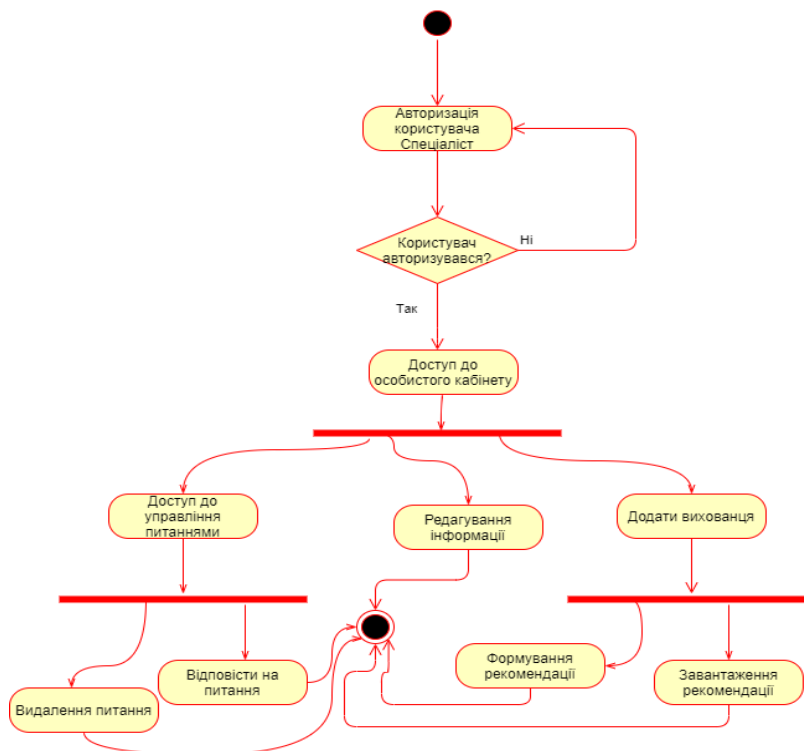 Авторизація
користувача
Спеціаліст
Користувач
авторизувався?
Ні
Так
Доступ до
особистого кабінету
Доступ до
управління
питаннями
Редагування
інформації
Додати вихованця
Відповісти на
питання
Формування
рекомендації
Завантаження
рекомендації
Видалення питання